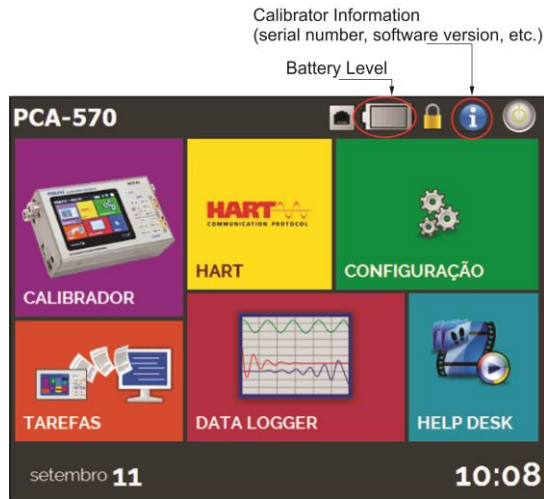 Calibrator Information
(serial number, software version, etc.)
Battery Level
PCA-570
HART
COMMUNICATION PROTOCOL
CALIBRADOR
HART
CONFIGURAÇÃO
TAREFAS
DATA LOGGER
HELP DESK
setembro 11
10:08